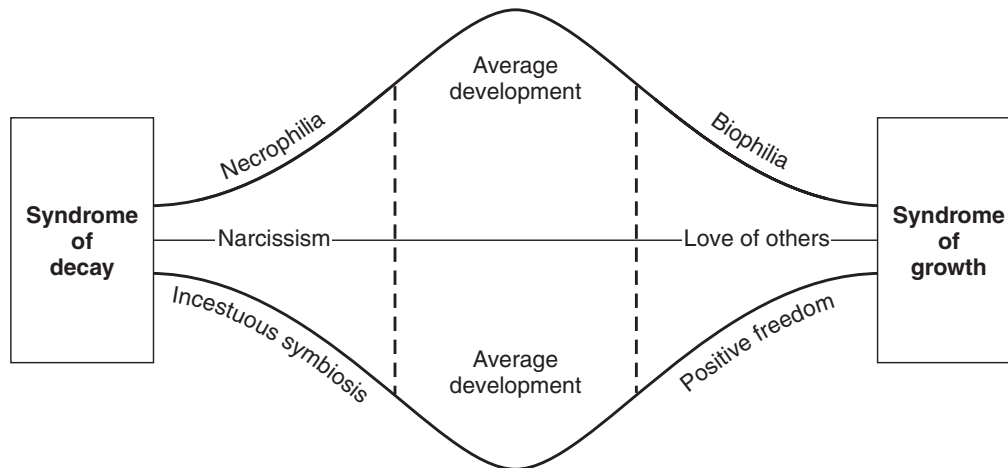 Average
development
Necrophilia
Biophilia
Syndrome
of
decay
Narcissism
Love of others
Syndrome
of
growth
Incestuous symbiosis
Average
development
Positive freedom